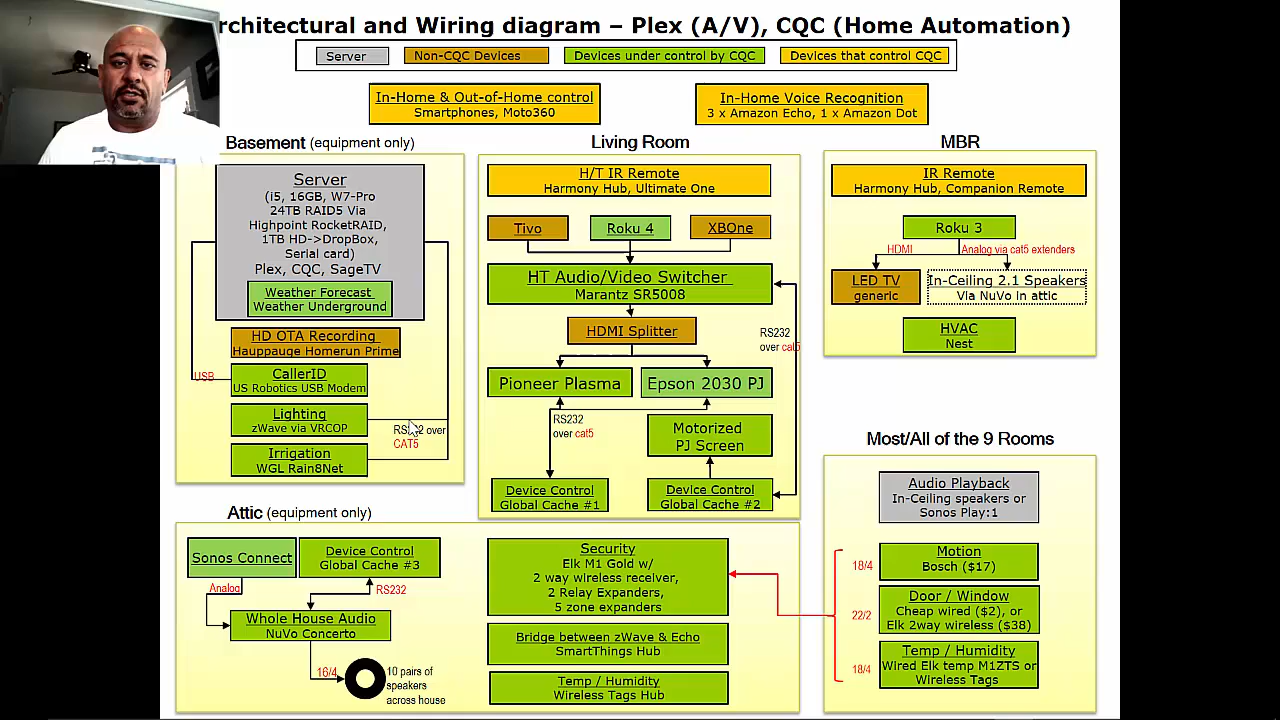 rchitectural and Wiring diagram – Plex (A/V), CQC (Home Automation)
Server
Non-CQC Devices
Devices under control by CQC
Devices that control CQC
In-Home & Out-of-Home control
Smartphones, Moto360
In-Home Voice Recognition
3 x Amazon Echo, 1 x Amazon Dot
Basement (equipment only)
Server
(i5, 16GB, W7-Pro
24TB RAID5 Via
Highpoint RocketRAID,
1TB HD->DropBox,
Serial card)
Plex, CQC, SageTV
Weather Forecast
Weather Underground
HD OTA Recording
Hauppauge Homerun Prime
USB
CallerID
US Robotics USB Modem
Lighting
zWave via VRCOP
RS232 over
CAT5
Irrigation
WGL Rain8Net
Living Room
H/T IR Remote
Harmony Hub, Ultimate One
Tivo
Roku 4
XBOne
HT Audio/Video Switcher
Marantz SR5008
HDMI Splitter
RS232
over cat5
Pioneer Plasma
Epson 2030 PJ
RS232
over cat5
Motorized
PJ Screen
Device Control
Global Cache #1
Device Control
Global Cache #2
MBR
IR Remote
Harmony Hub, Companion Remote
Roku 3
HDMI
Analog via cat5 extenders
LED TV
generic
In-Ceiling 2.1 Speakers
Via NuVo in attic
HVAC
Nest
Most/All of the 9 Rooms
Audio Playback
In-Ceiling speakers or
Sonos Play:1
18/4
Motion
Bosch ($17)
22/2
Door / Window
Cheap wired ($2), or
Elk 2way wireless ($38)
18/4
Temp / Humidity
Wired Elk temp M1ZTS or
Wireless Tags
Attic (equipment only)
Sonos Connect
Device Control
Global Cache #3
Analog
RS232
Whole House Audio
NuVo Concerto
16/4
10 pairs of
speakers
across house
Security
Elk M1 Gold w/
2 way wireless receiver,
2 Relay Expanders,
5 zone expanders
Bridge between zWave & Echo
SmartThings Hub
Temp / Humidity
Wireless Tags Hub